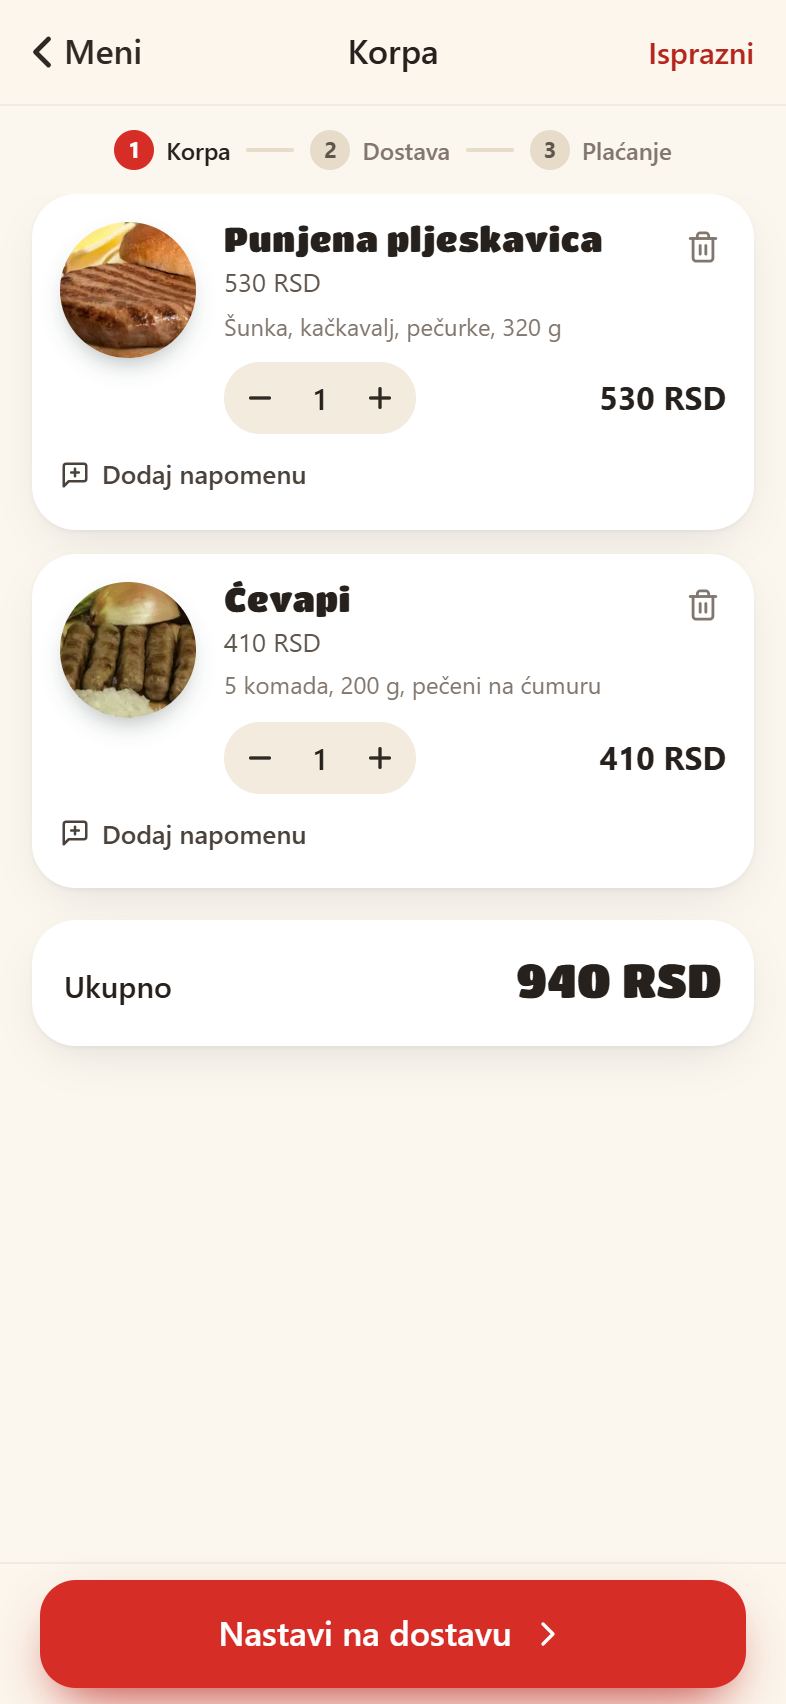 Meni
Korpa
Isprazni
1 Korpa 2 Dostava 3 Plaćanje
Punjena pljeskavica
530 RSD
Šunka, kačkavalj, pečurke, 320 g
1
530 RSD
Dodaj napomenu
Ćevapi
410 RSD
5 komada, 200 g, pečeni na ćumuru
1
410 RSD
Dodaj napomenu
Ukupno
940 RSD
Nastavi na dostavu